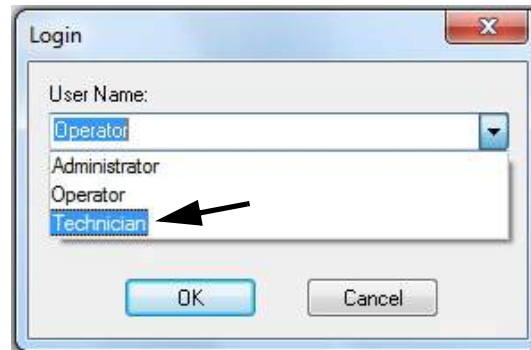 Login
User Name:
Operator
Administrator
Operator
Technician
OK
Cancel